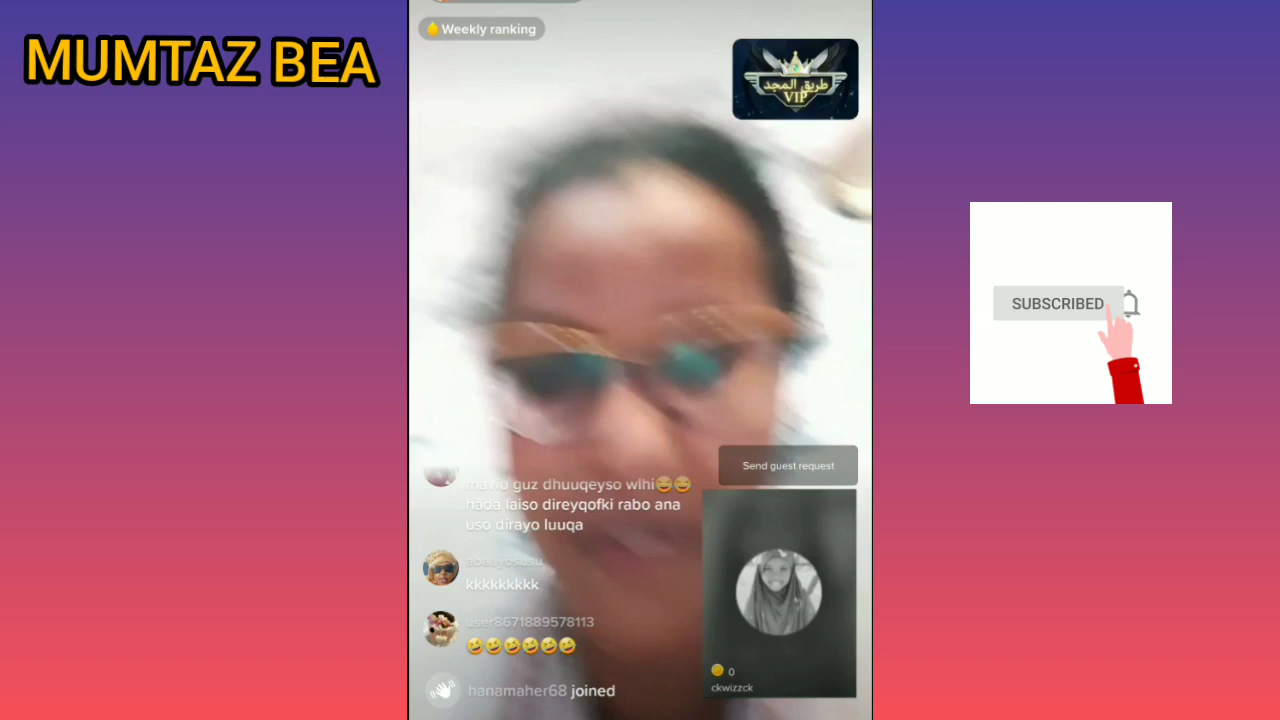 MUMTAZ BEA
Weekly ranking
طريق المجد
VIP
SUBSCRIBED
Send guest request
guz dhuuqeyso wlhi😂😂
hada laiso direyqofki rabo ana
uso dirayo luuqa
abaayosusu
kkkkkkkkk
user8671889578113
🤣🤣🤣🤣🤣🤣
hanamaher68 joined
0
ckwizzck